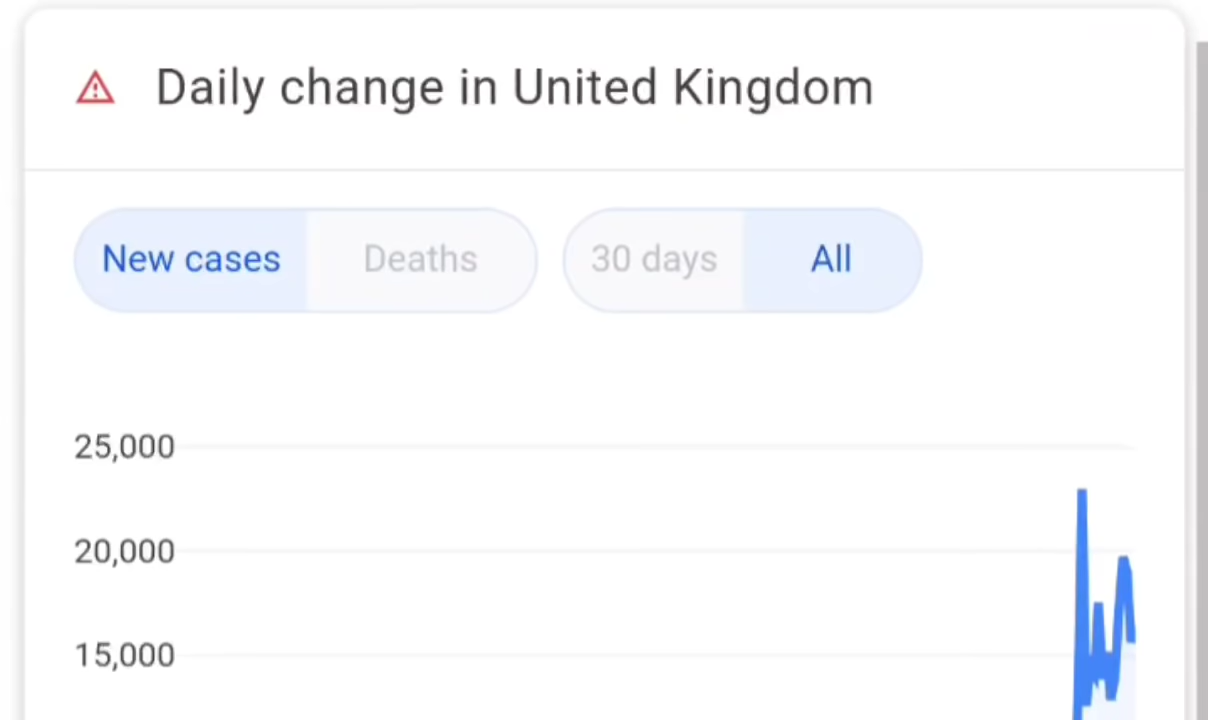 Daily change in United Kingdom
New cases Deaths 30 days All
25,000
20,000
15,000